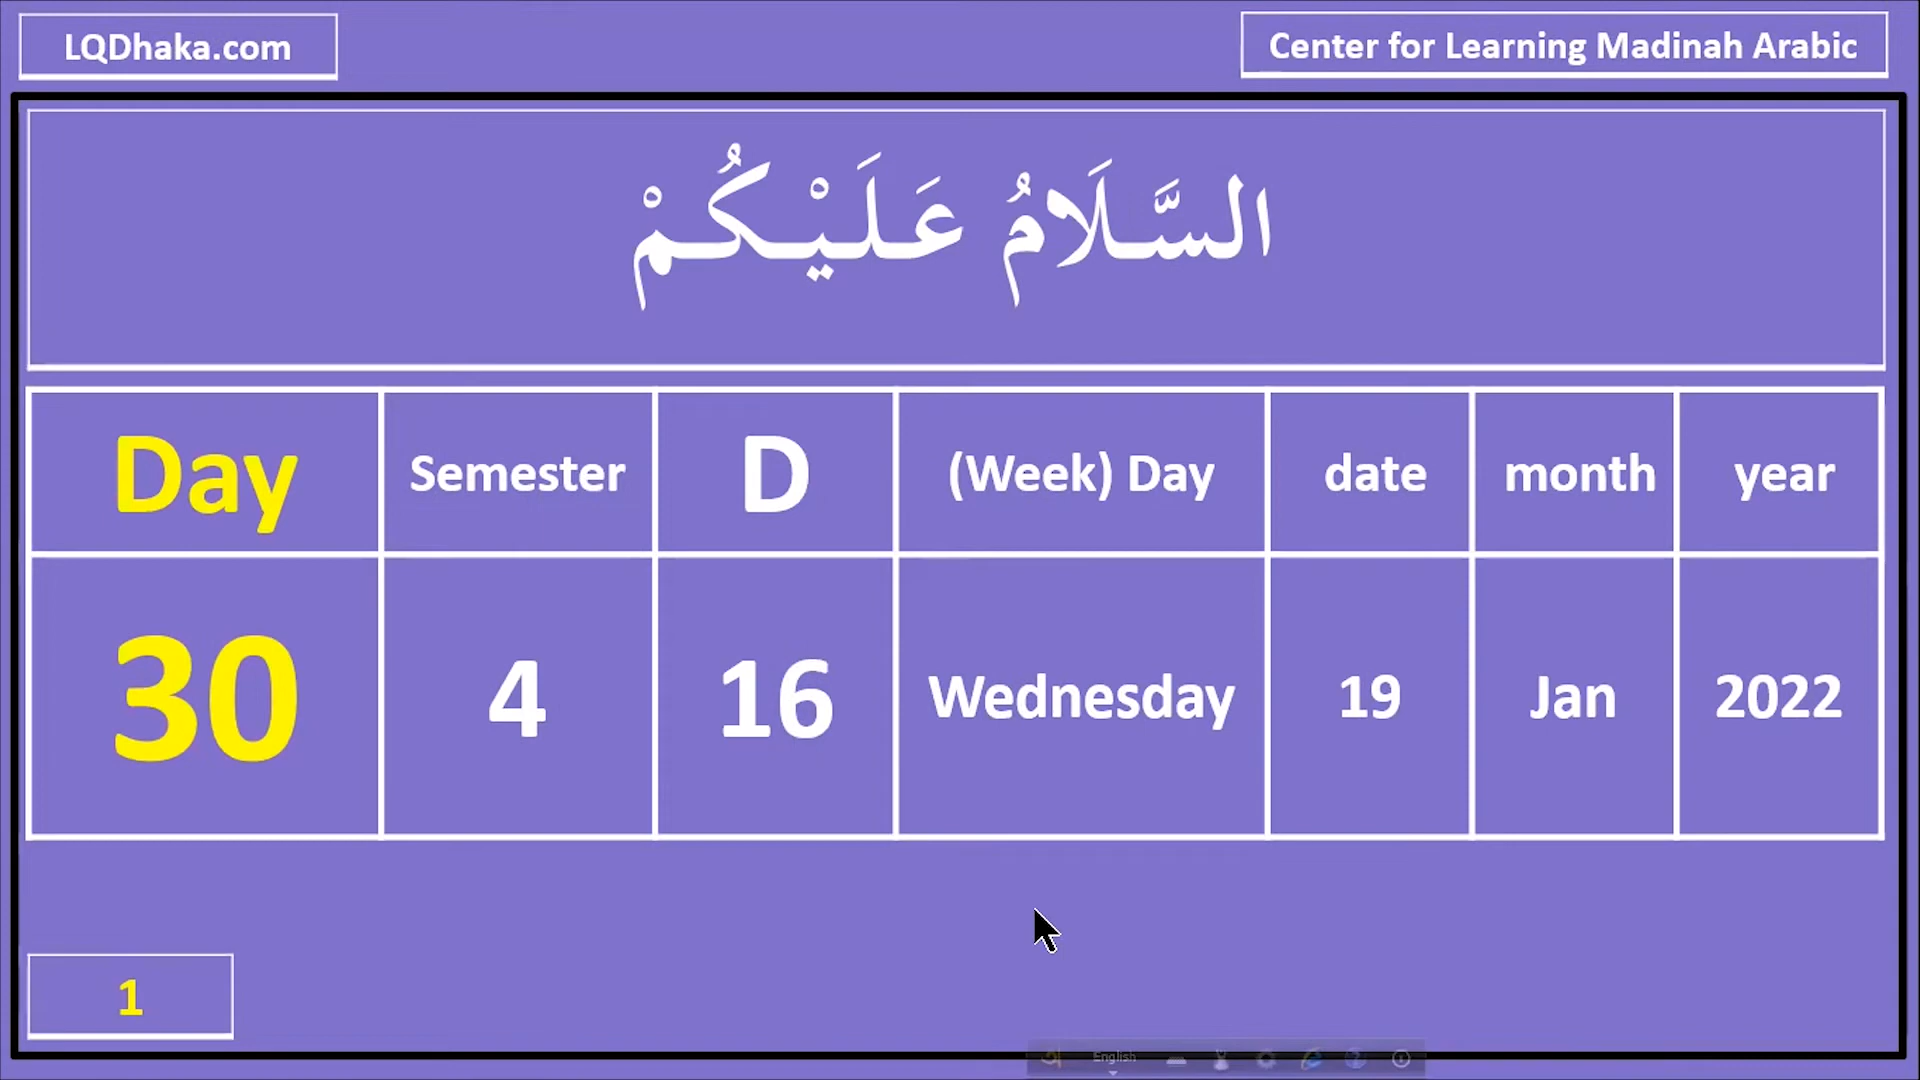 LQDhaka.com
Center for Learning Madinah Arabic
السَّلَامُ عَلَيْكُمْ
Day Semester D (Week) Day date month year
30 4 16 Wednesday 19 Jan 2022
1
English